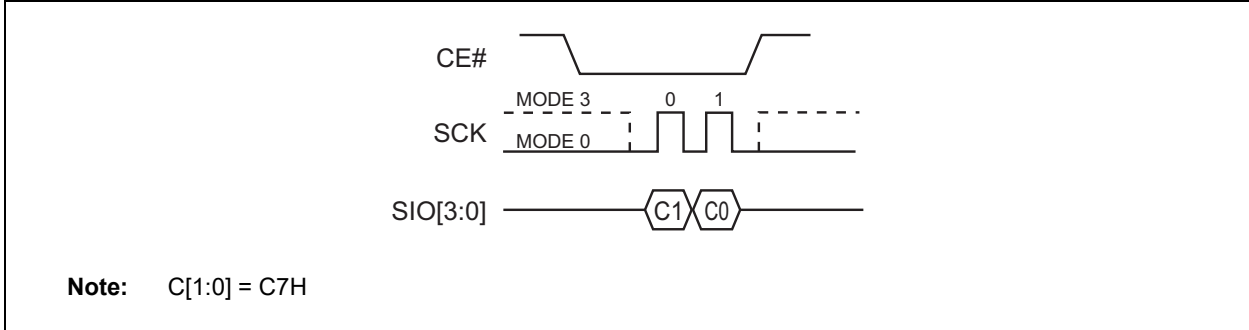 CE#
MODE 3 0 1
SCK
MODE 0
SIO[3:0] C1 C0
Note: C[1:0] = C7H